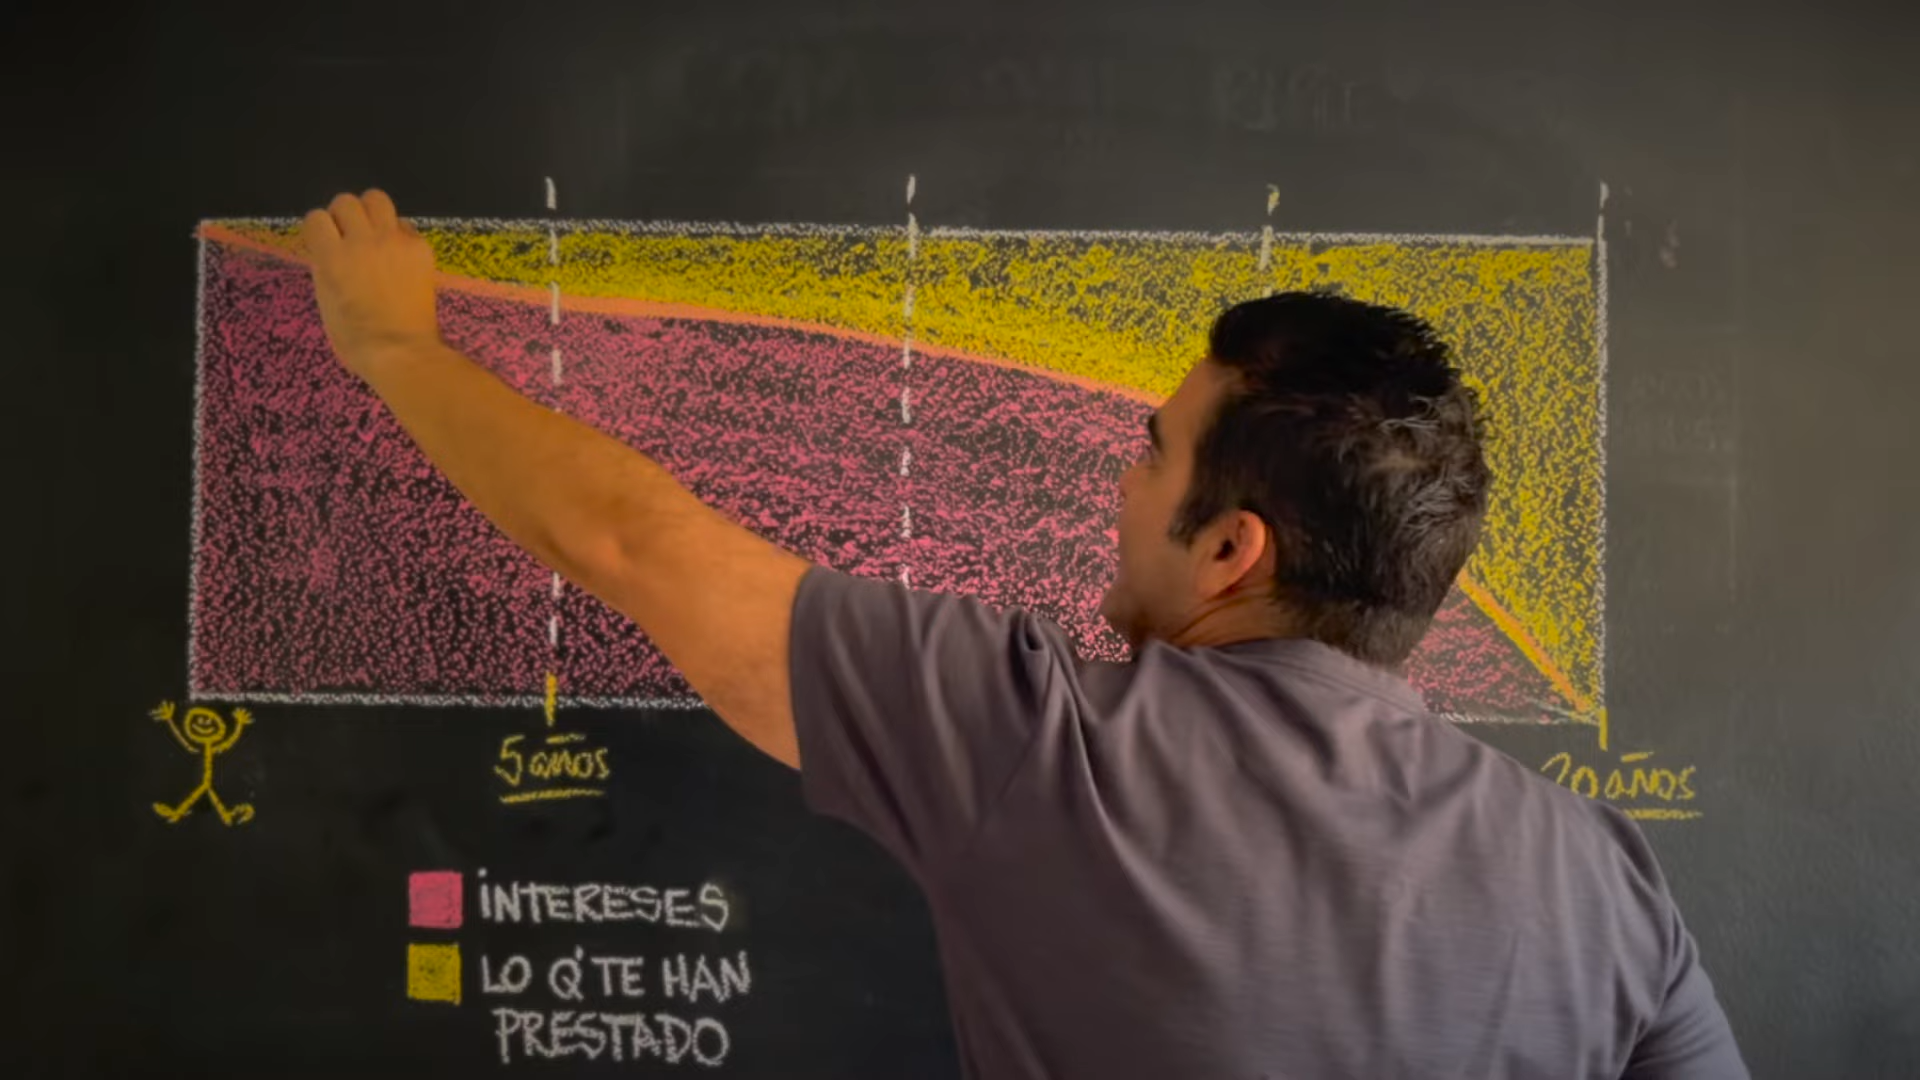 5 años
20 años
INTERESES
LO Q'TE HAN
PRESTADO